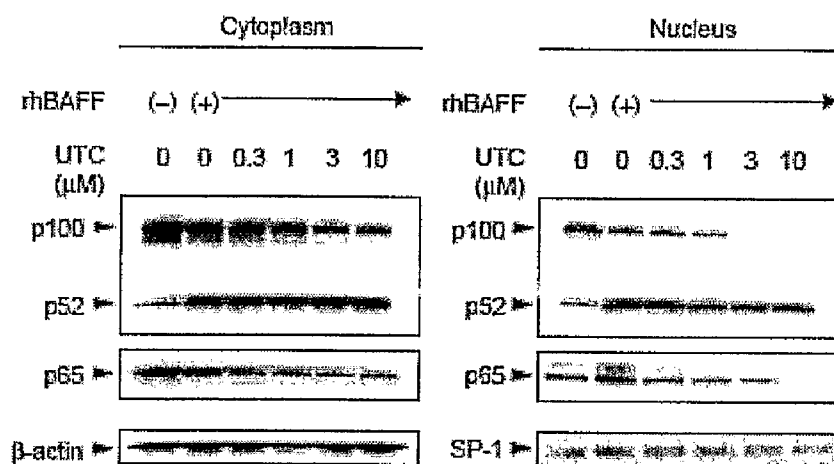 Cytoplasm
rhBAFF (-) (+)
UTC (μM) 0 0 0.3 1 3 10
p100
p52
p65
β-actin
Nucleus
rhBAFF (-) (+)
UTC (μM) 0 0 0.3 1 3 10
p100
p52
p65
SP-1